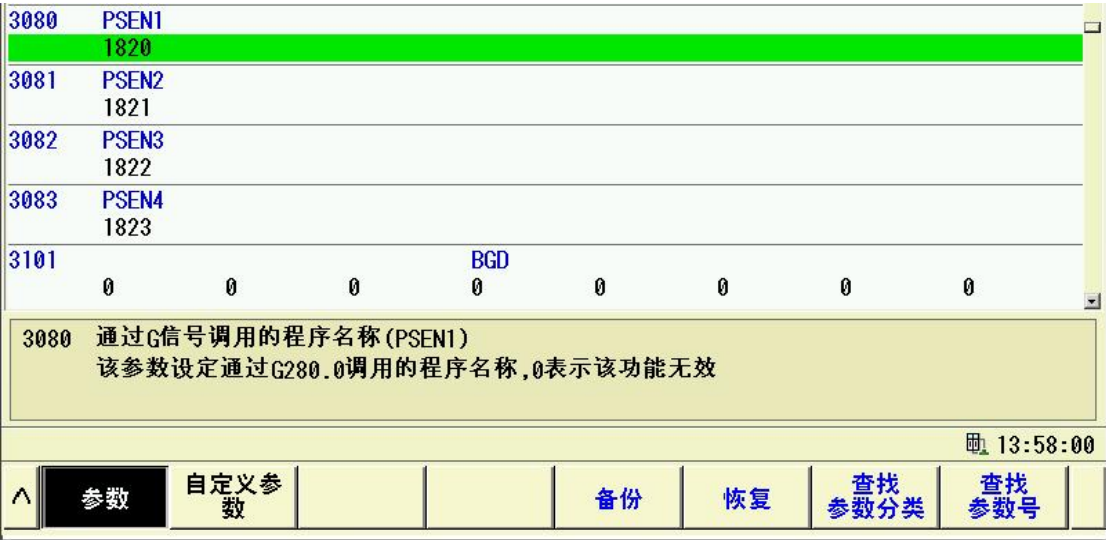 3080 PSEN1
1820
3081 PSEN2
1821
3082 PSEN3
1822
3083 PSEN4
1823
3101 BGD
0 0 0 0 0 0 0 0
3080 通过G信号调用的程序名称(PSEN1)
该参数设定通过G280.0调用的程序名称,0表示该功能无效
13:58:00
^ 参数 自定义参数 备份 恢复 查找参数分类 查找参数号